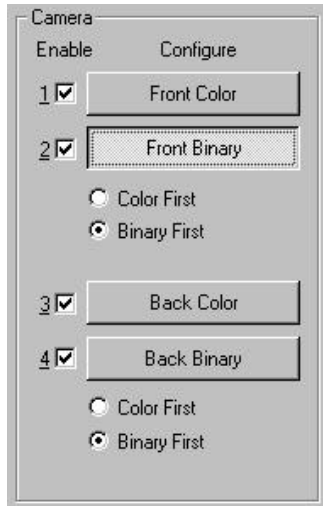 Camera
Enable Configure
1 Front Color
2 Front Binary
Color First
Binary First
3 Back Color
4 Back Binary
Color First
Binary First